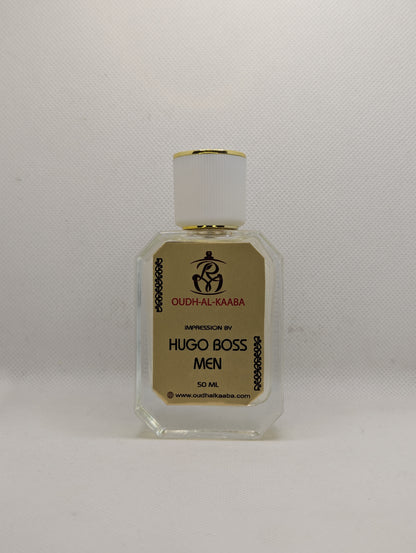 OUDH-AL-KAABA
IMPRESSION BY
HUGO BOSS
MEN
50 ML
www.oudhalkaaba.com